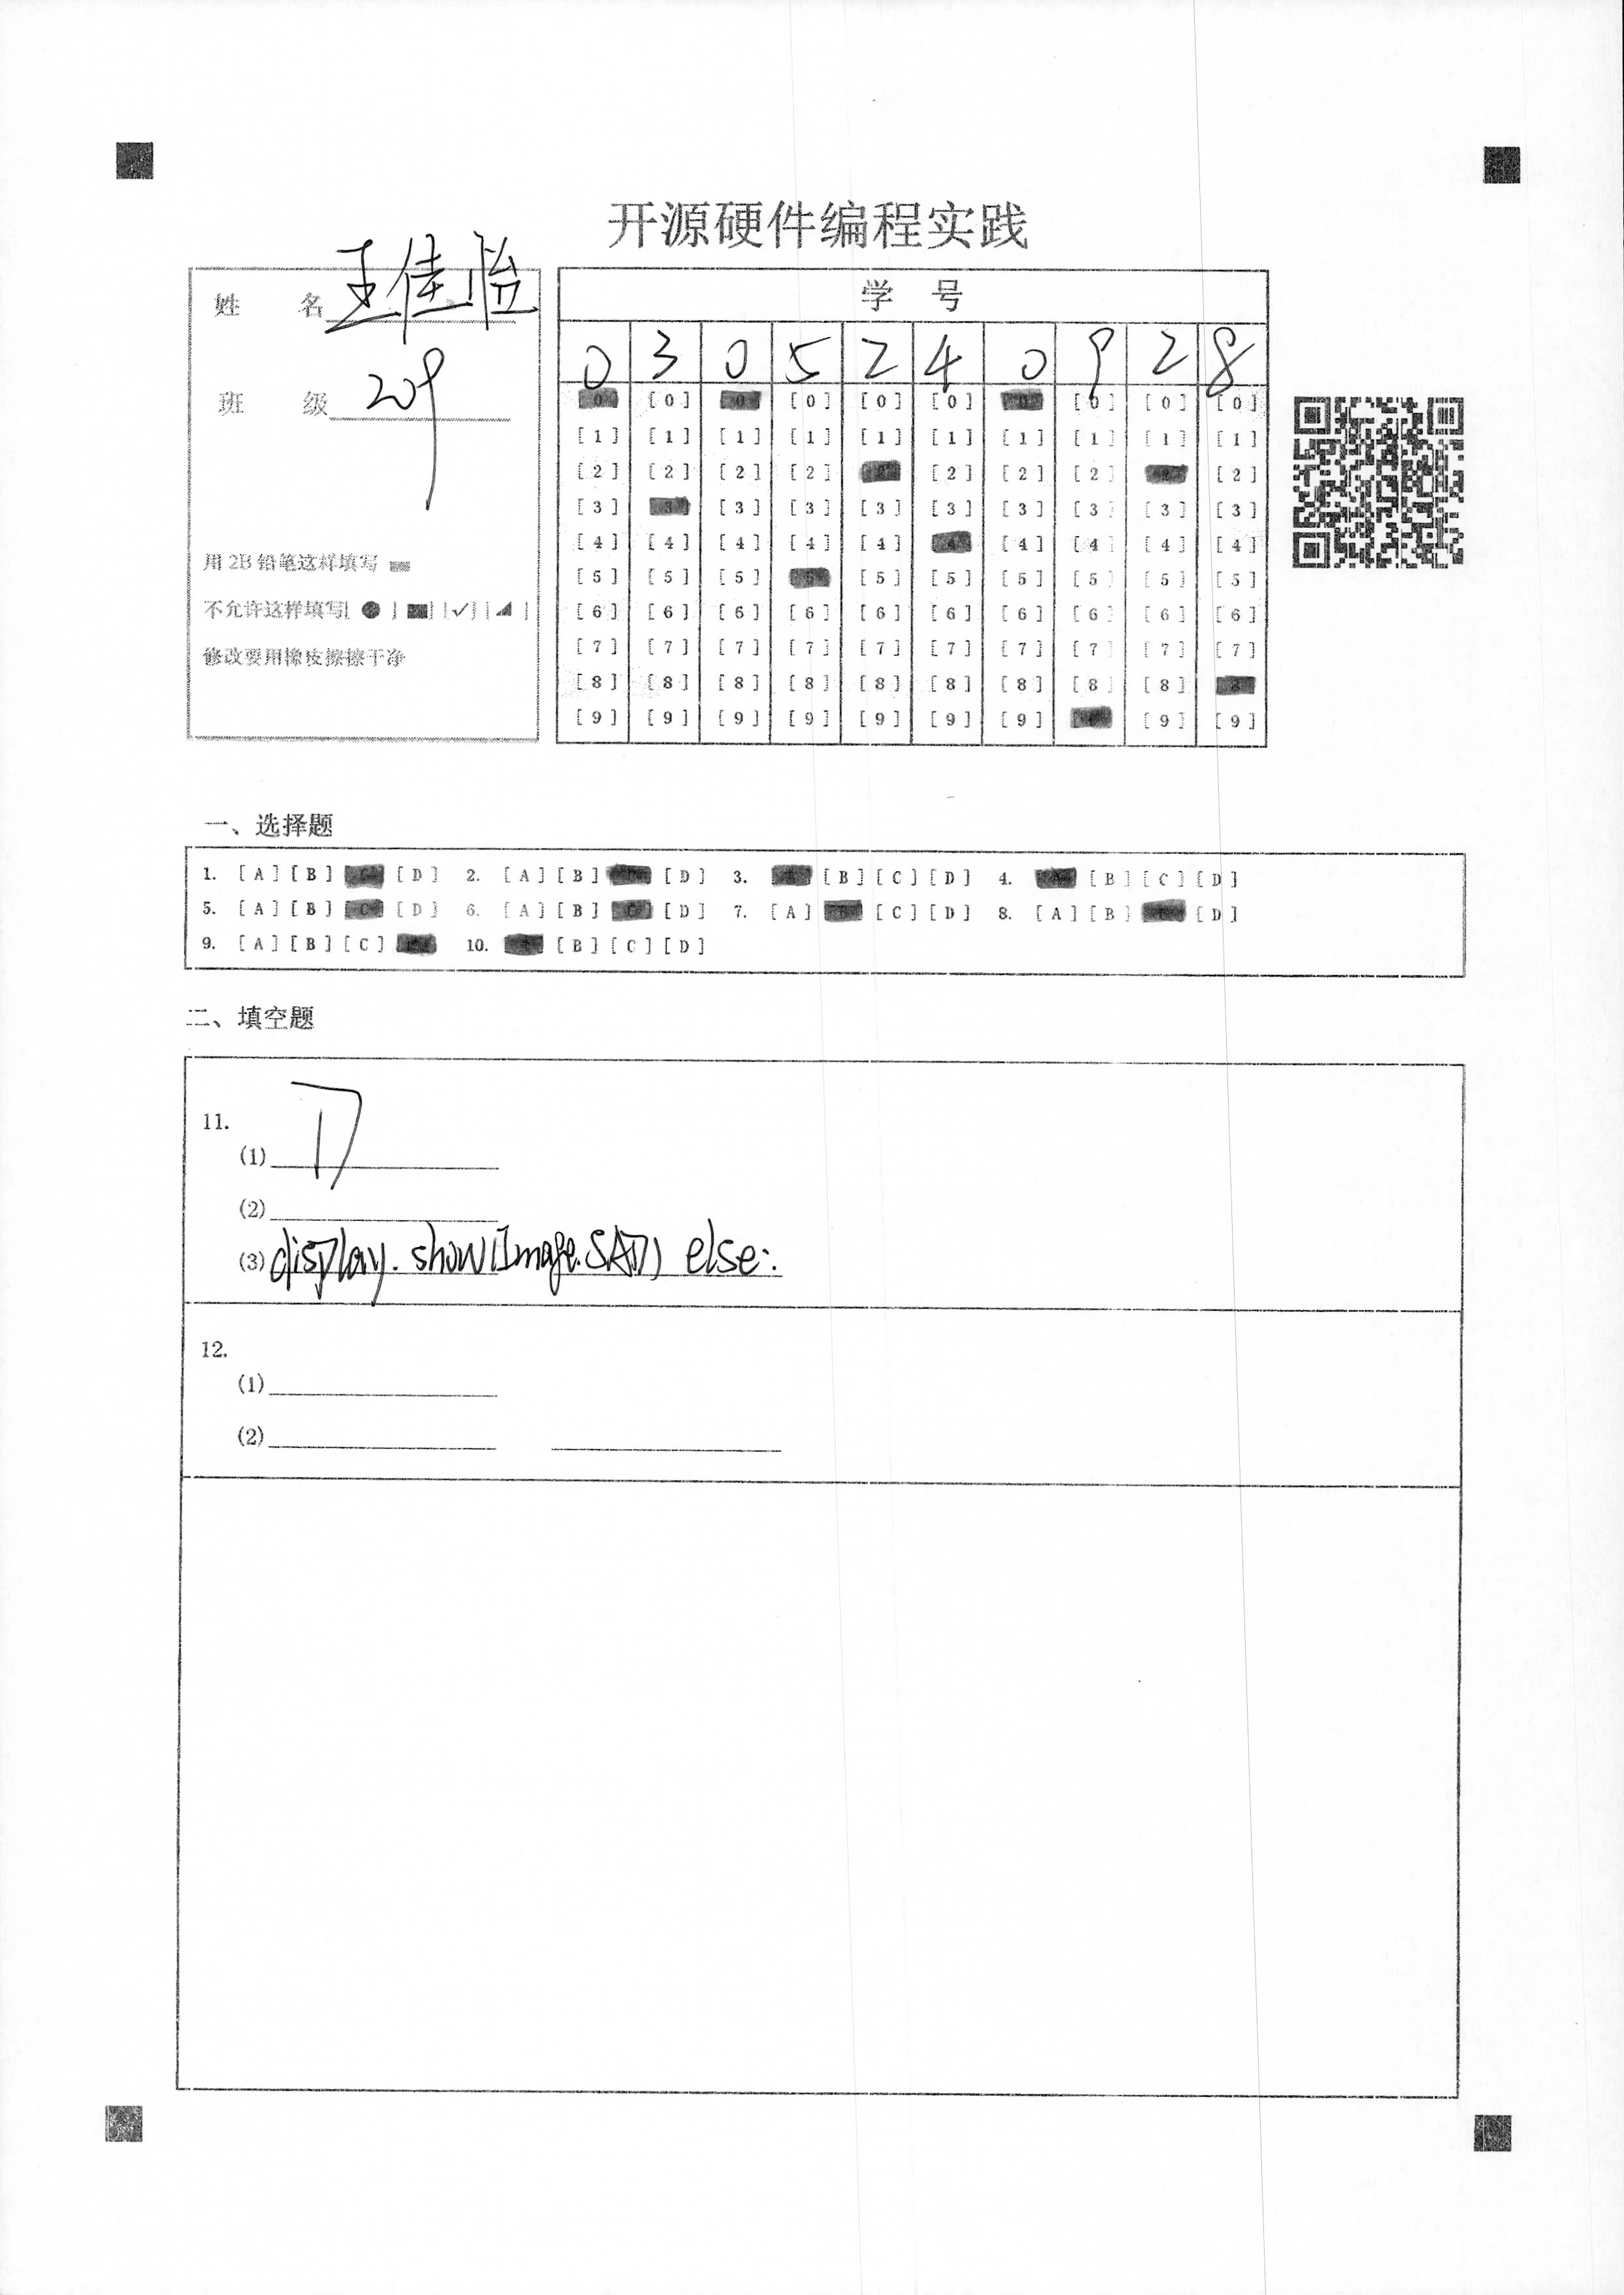 开源硬件编程实践
姓 名 王佳怡
班 级 209
用 2B 铅笔这样填写
不允许这样填写[ ● ] [■] [✓] [◢ ]
修改要用橡皮擦擦干净
学 号
0 3 0 5 2 4 0 9 2 8
[0] [0] [0] [0] [0] [0] [0] [0] [0] [0]
[1] [1] [1] [1] [1] [1] [1] [1] [1] [1]
[2] [2] [2] [2] [2] [2] [2] [2] [2] [2]
[3] [3] [3] [3] [3] [3] [3] [3] [3] [3]
[4] [4] [4] [4] [4] [4] [4] [4] [4] [4]
[5] [5] [5] [5] [5] [5] [5] [5] [5] [5]
[6] [6] [6] [6] [6] [6] [6] [6] [6] [6]
[7] [7] [7] [7] [7] [7] [7] [7] [7] [7]
[8] [8] [8] [8] [8] [8] [8] [8] [8] [8]
[9] [9] [9] [9] [9] [9] [9] [9] [9] [9]
一、选择题
1. [A] [B] [C] [D] 2. [A] [B] [C] [D] 3. [A] [B] [C] [D] 4. [A] [B] [C] [D]
5. [A] [B] [C] [D] 6. [A] [B] [C] [D] 7. [A] [B] [C] [D] 8. [A] [B] [C] [D]
9. [A] [B] [C] [D] 10. [A] [B] [C] [D]
二、填空题
11.
(1) D
(2)
(3) display.show(Image.SAD) else:
12.
(1)
(2)